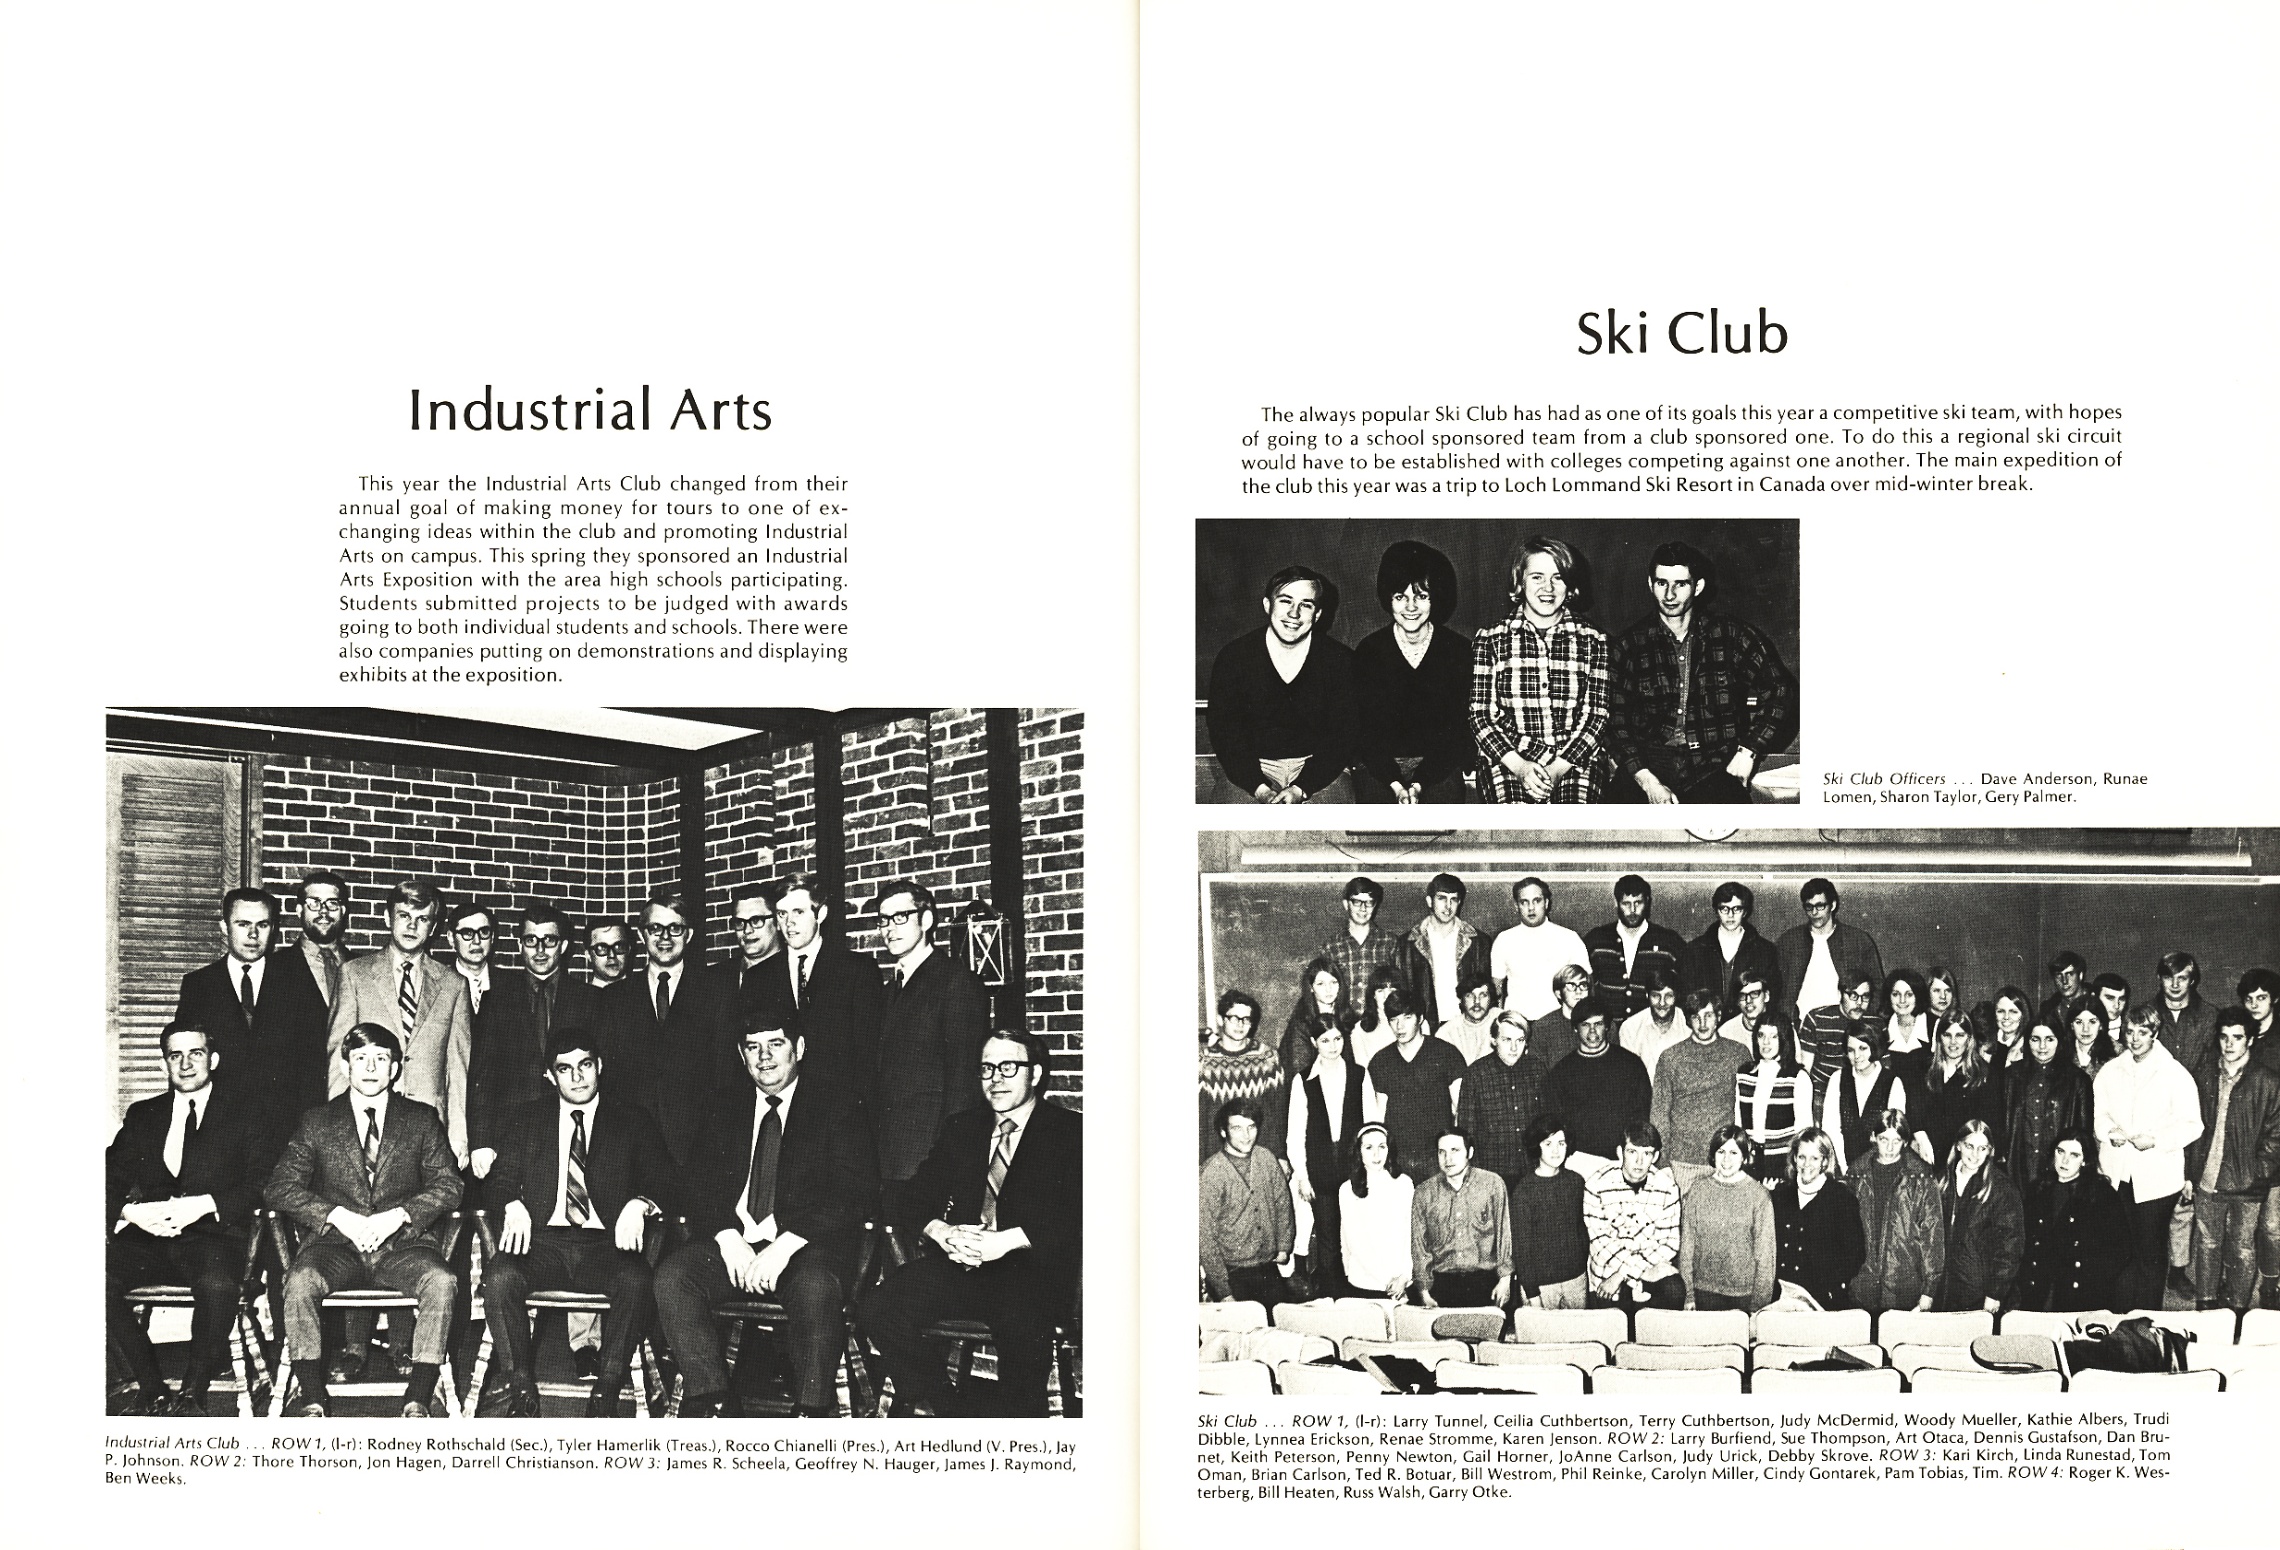 Industrial Arts
This year the Industrial Arts Club changed from their
annual goal of making money for tours to one of ex-
changing ideas within the club and promoting Industrial
Arts on campus. This spring they sponsored an Industrial
Arts Exposition with the area high schools participating.
Students submitted projects to be judged with awards
going to both individual students and schools. There were
also companies putting on demonstrations and displaying
exhibits at the exposition.
Industrial Arts Club ... ROW 1, (l-r): Rodney Rothschald (Sec.), Tyler Hamerlik (Treas.), Rocco Chianelli (Pres.), Art Hedlund (V. Pres.), Jay
P. Johnson. ROW 2: Thore Thorson, Jon Hagen, Darrell Christianson. ROW 3: James R. Scheela, Geoffrey N. Hauger, James J. Raymond,
Ben Weeks.
Ski Club
The always popular Ski Club has had as one of its goals this year a competitive ski team, with hopes
of going to a school sponsored team from a club sponsored one. To do this a regional ski circuit
would have to be established with colleges competing against one another. The main expedition of
the club this year was a trip to Loch Lommand Ski Resort in Canada over mid-winter break.
Ski Club Officers ... Dave Anderson, Runae
Lomen, Sharon Taylor, Gery Palmer.
Ski Club ... ROW 1, (l-r): Larry Tunnel, Ceilia Cuthbertson, Terry Cuthbertson, Judy McDermid, Woody Mueller, Kathie Albers, Trudi
Dibble, Lynnea Erickson, Renae Stromme, Karen Jenson. ROW 2: Larry Burfiend, Sue Thompson, Art Otaca, Dennis Gustafson, Dan Bru-
net, Keith Peterson, Penny Newton, Gail Horner, JoAnne Carlson, Judy Urick, Debby Skrove. ROW 3: Kari Kirch, Linda Runestad, Tom
Oman, Brian Carlson, Ted R. Botuar, Bill Westrom, Phil Reinke, Carolyn Miller, Cindy Gontarek, Pam Tobias, Tim. ROW 4: Roger K. Wes-
terberg, Bill Heaten, Russ Walsh, Garry Otke.